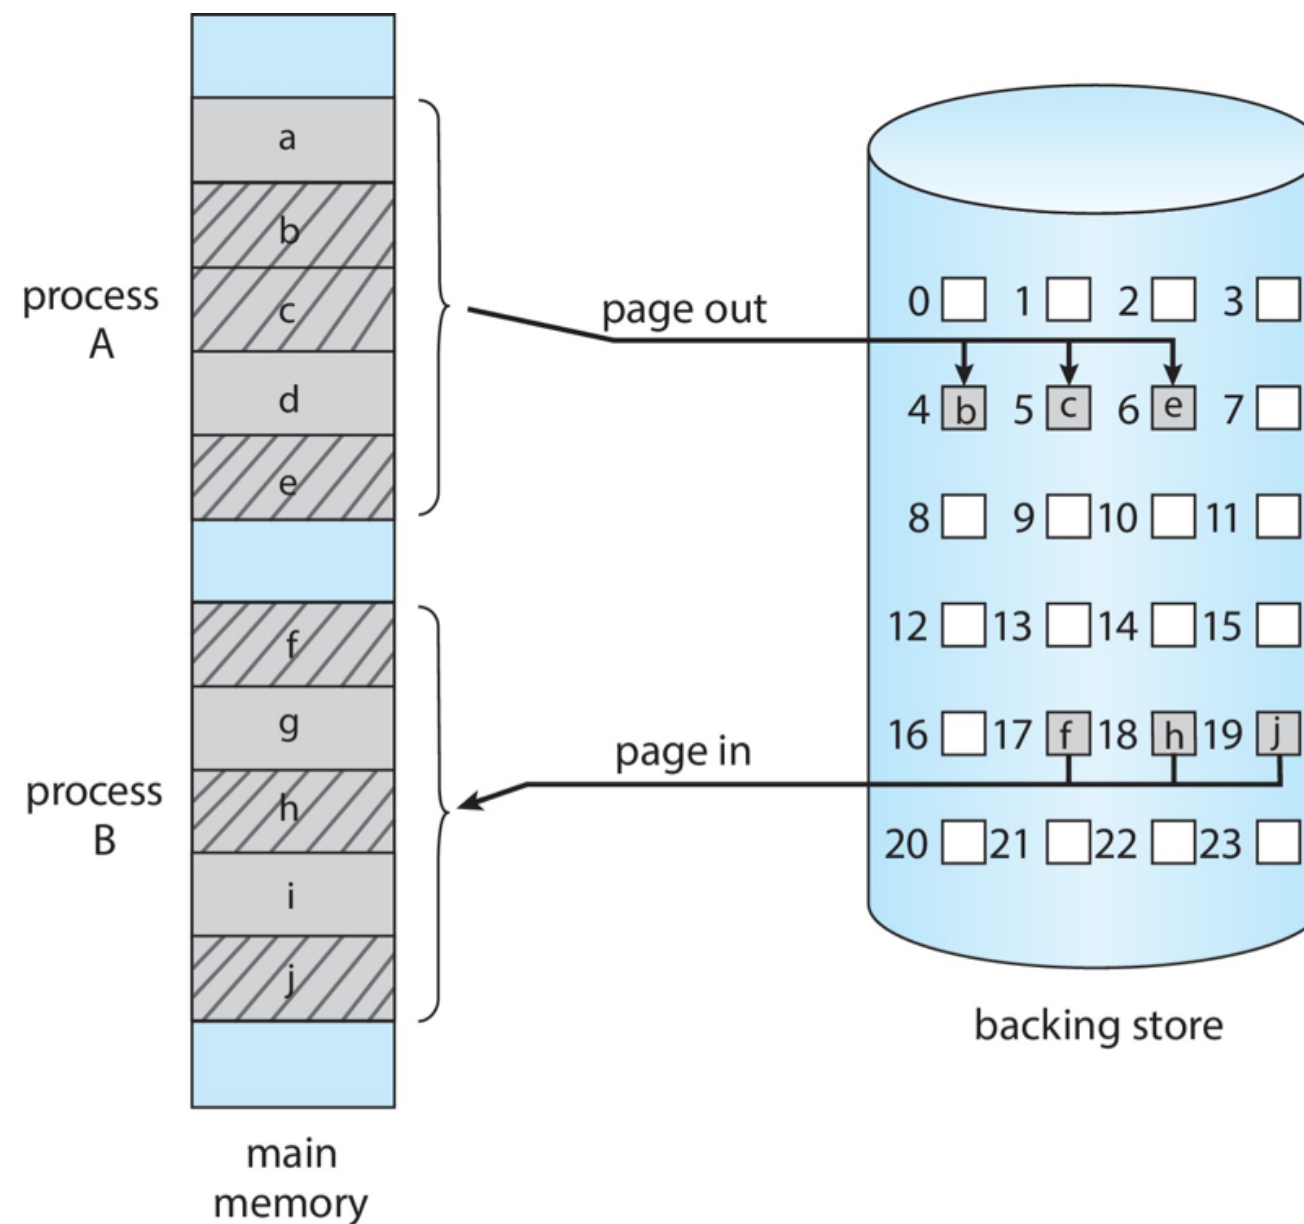 a
b
process
A
c
d
e
page out
0 1 2 3
4 b 5 c 6 e 7
8 9 10 11
12 13 14 15
f
g
process
B
h
i
j
page in
16 17 f 18 h 19 j
20 21 22 23
backing store
main
memory